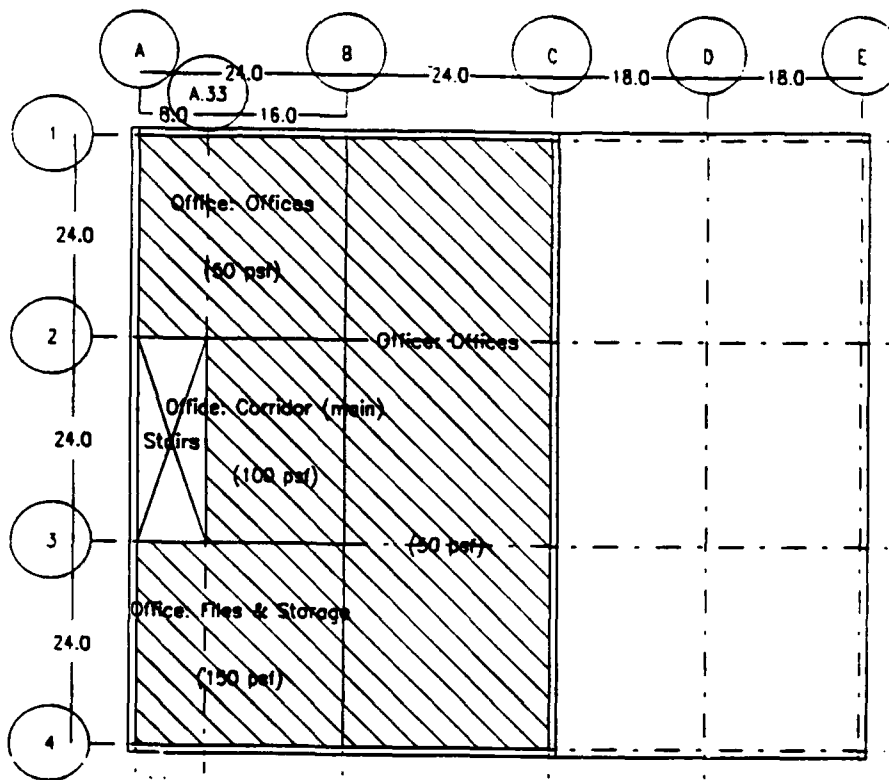 A
B
C
D
E
24.0
24.0
18.0
18.0
A.33
8.0
16.0
1
Office: Offices
24.0
(50 psf)
2
Office: Offices
Office: Corridor (main)
24.0
Stairs
(100 psf)
3
(50 psf)
Office: Files & Storage
24.0
(150 psf)
4